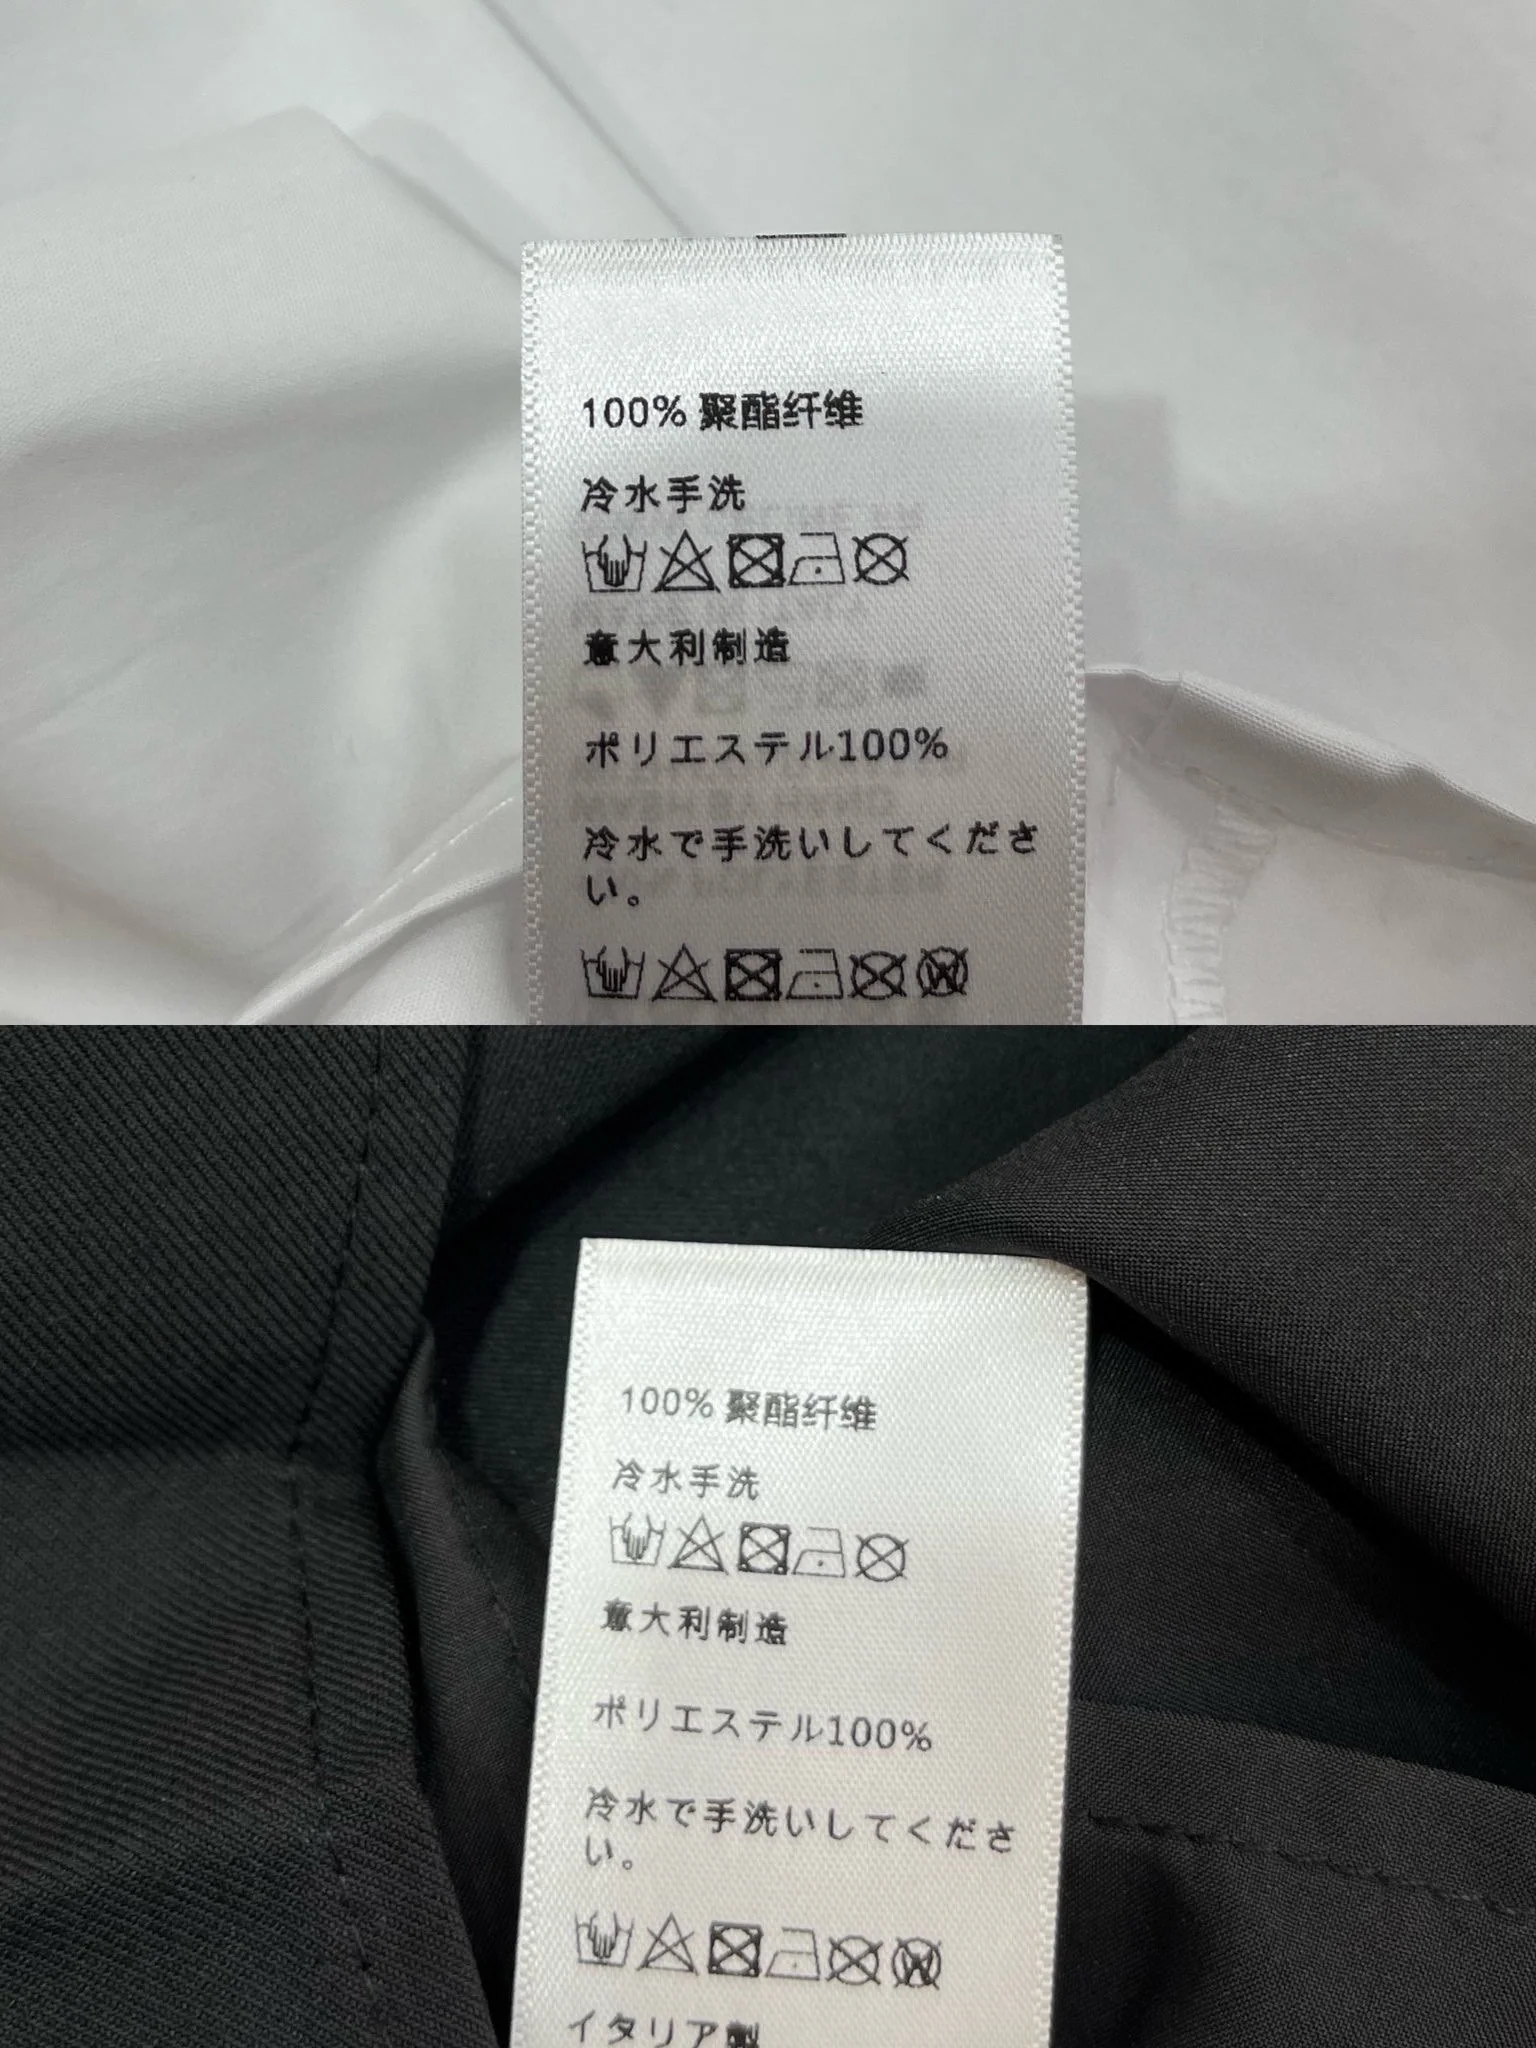 100% 聚酯纤维
冷水手洗
意大利制造
ポリエステル100%
冷水で手洗いしてくださ
い。
W
100% 聚酯纤维
冷水手洗
意大利制造
ポリエステル100%
冷水で手洗いしてくださ
い。
W
イタリア製